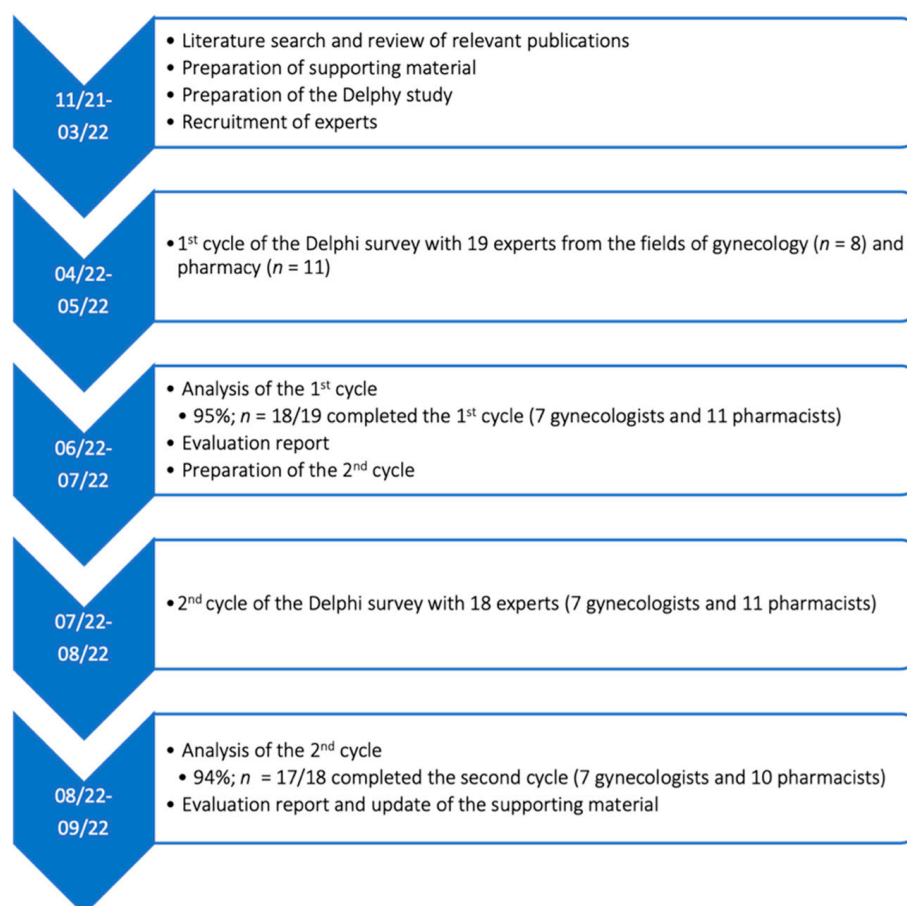 11/21-
03/22
• Literature search and review of relevant publications
• Preparation of supporting material
• Preparation of the Delphy study
• Recruitment of experts
04/22-
05/22
• 1st cycle of the Delphi survey with 19 experts from the fields of gynecology (n = 8) and
pharmacy (n = 11)
06/22-
07/22
• Analysis of the 1st cycle
• 95%; n = 18/19 completed the 1st cycle (7 gynecologists and 11 pharmacists)
• Evaluation report
• Preparation of the 2nd cycle
07/22-
08/22
• 2nd cycle of the Delphi survey with 18 experts (7 gynecologists and 11 pharmacists)
08/22-
09/22
• Analysis of the 2nd cycle
• 94%; n = 17/18 completed the second cycle (7 gynecologists and 10 pharmacists)
• Evaluation report and update of the supporting material